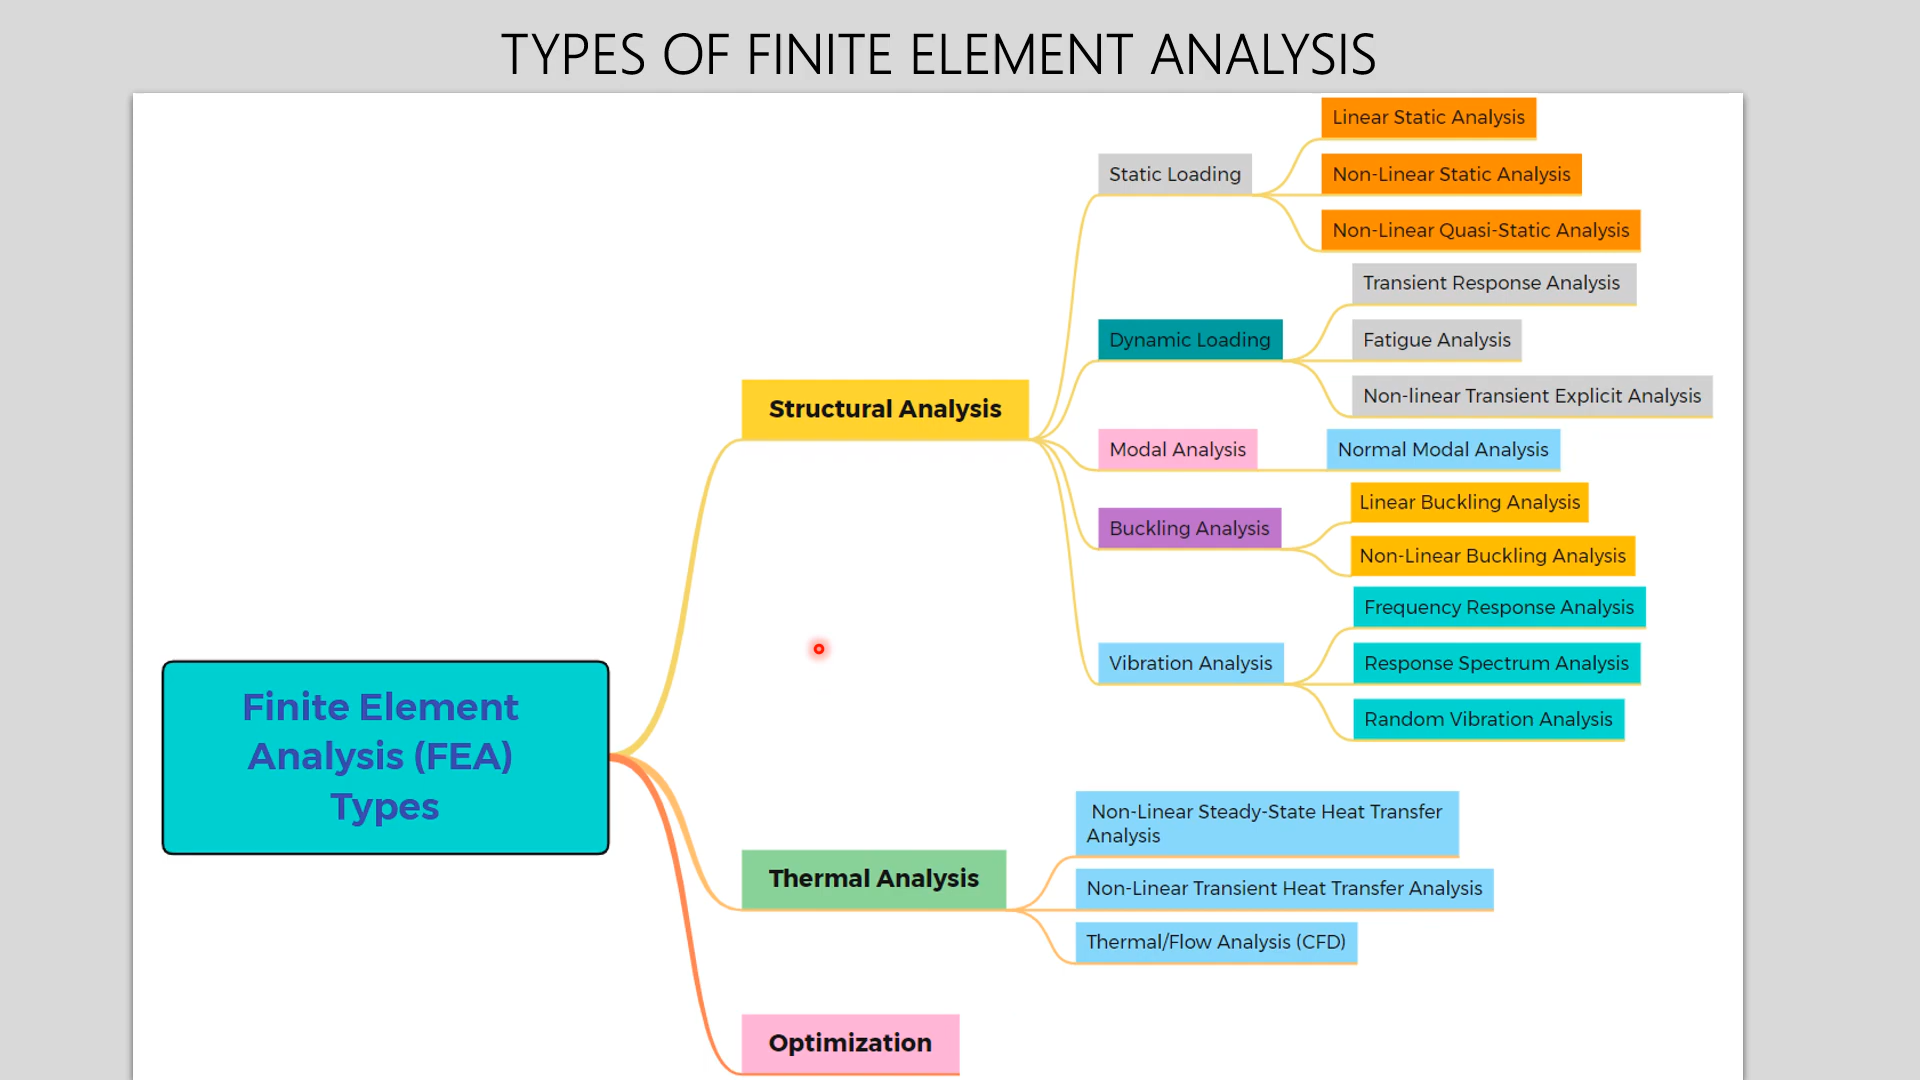 TYPES OF FINITE ELEMENT ANALYSIS
Linear Static Analysis
Static Loading
Non-Linear Static Analysis
Non-Linear Quasi-Static Analysis
Transient Response Analysis
Dynamic Loading
Fatigue Analysis
Non-linear Transient Explicit Analysis
Structural Analysis
Modal Analysis
Normal Modal Analysis
Linear Buckling Analysis
Buckling Analysis
Non-Linear Buckling Analysis
Frequency Response Analysis
Vibration Analysis
Response Spectrum Analysis
Random Vibration Analysis
Finite Element
Analysis (FEA)
Types
Non-Linear Steady-State Heat Transfer
Analysis
Thermal Analysis
Non-Linear Transient Heat Transfer Analysis
Thermal/Flow Analysis (CFD)
Optimization